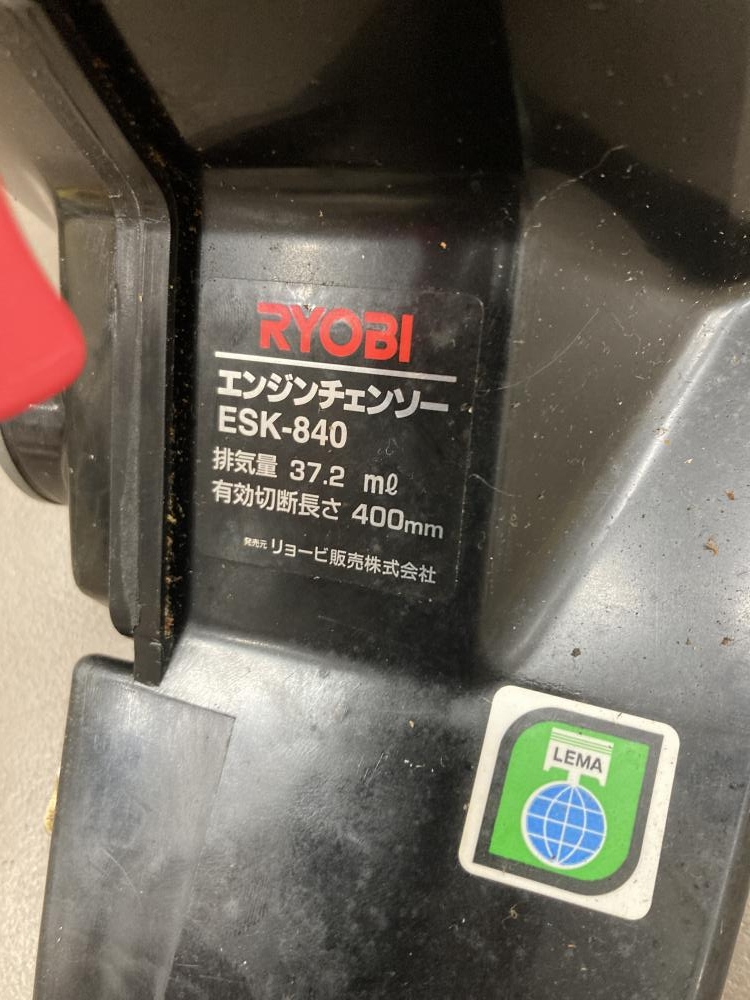 RYOBI
エンジンチェンソー
ESK-840
排気量 37.2 mℓ
有効切断長さ 400mm
発売元 リョービ販売株式会社
LEMA